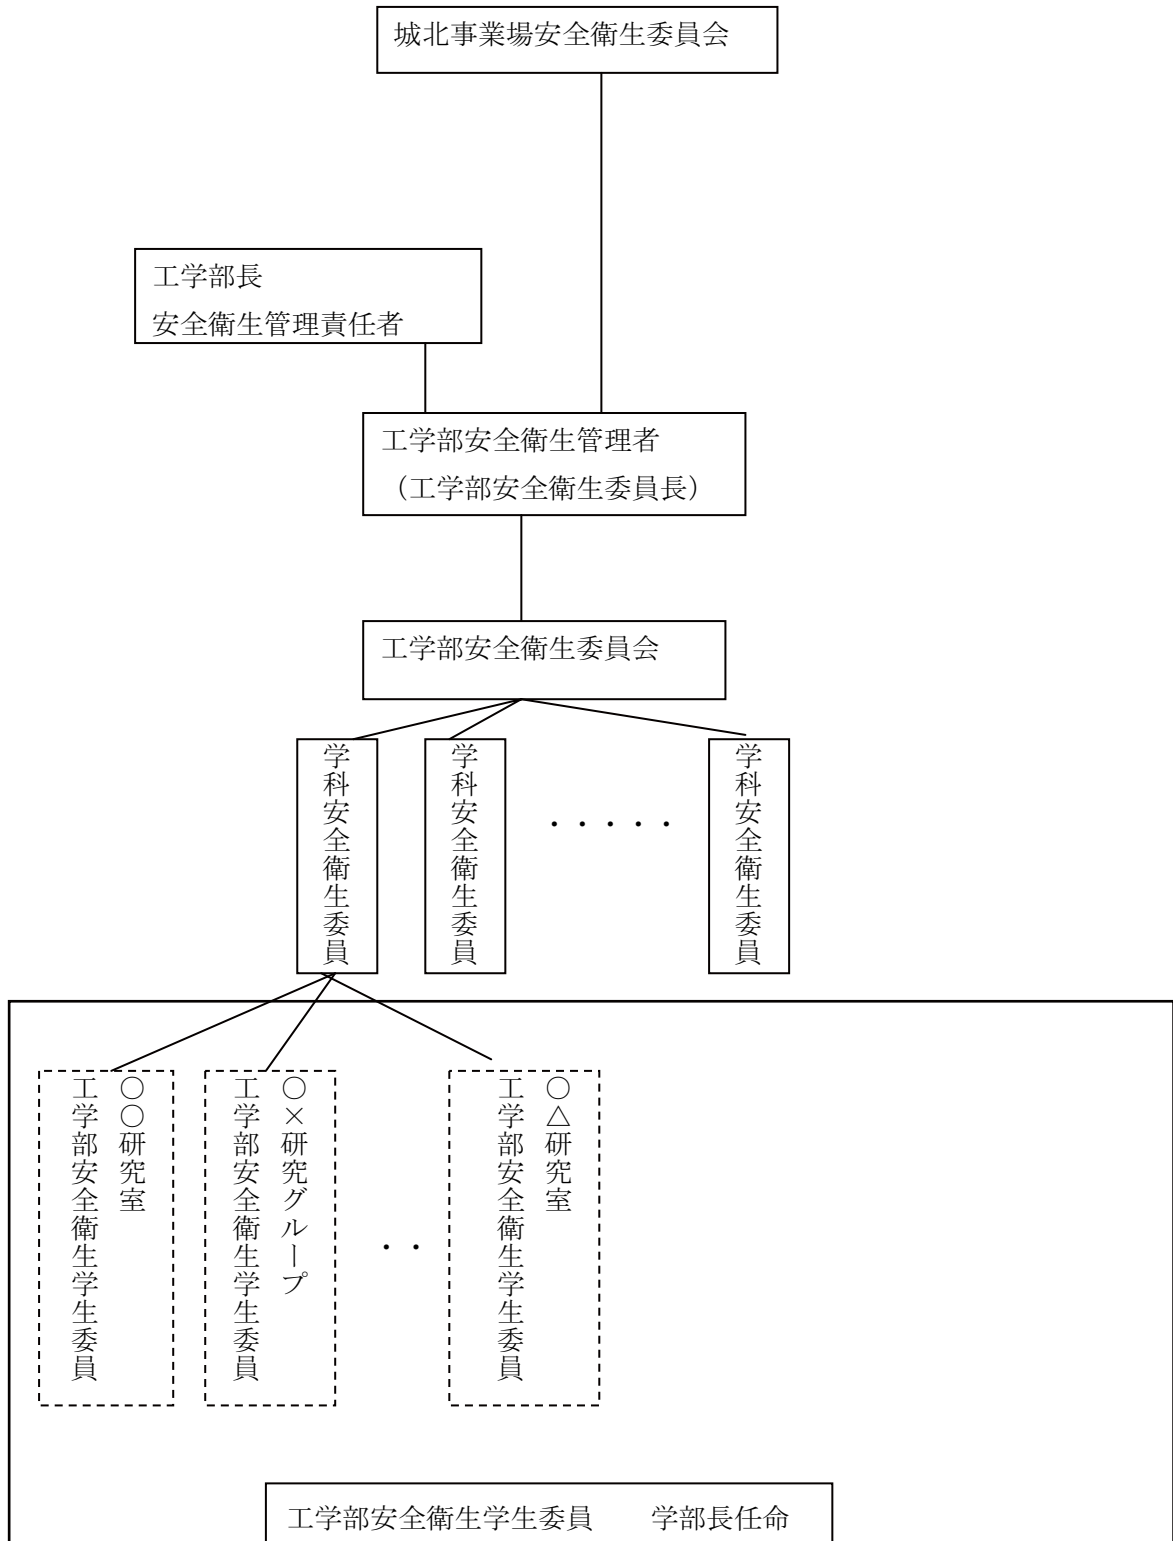 城北事業場安全衛生委員会
工学部長
安全衛生管理責任者
工学部安全衛生管理者
（工学部安全衛生委員長）
工学部安全衛生委員会
学科安全衛生委員
学科安全衛生委員
・・・・・
学科安全衛生委員
○○研究室
工学部安全衛生学生委員
○×研究グループ
工学部安全衛生学生委員
・・
○△研究室
工学部安全衛生学生委員
工学部安全衛生学生委員　　学部長任命